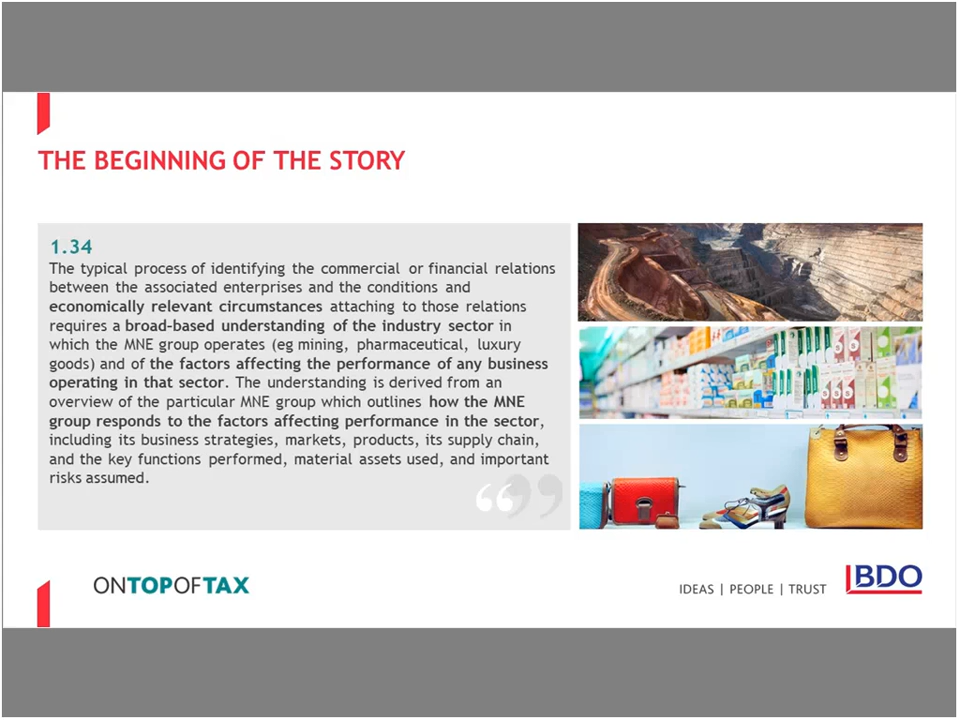 THE BEGINNING OF THE STORY
1.34
The typical process of identifying the commercial or financial relations
between the associated enterprises and the conditions and
economically relevant circumstances attaching to those relations
requires a broad-based understanding of the industry sector in
which the MNE group operates (eg mining, pharmaceutical, luxury
goods) and of the factors affecting the performance of any business
operating in that sector. The understanding is derived from an
overview of the particular MNE group which outlines how the MNE
group responds to the factors affecting performance in the sector,
including its business strategies, markets, products, its supply chain,
and the key functions performed, material assets used, and important
risks assumed.
ONTOPOFTAX
IDEAS | PEOPLE | TRUST
BDO